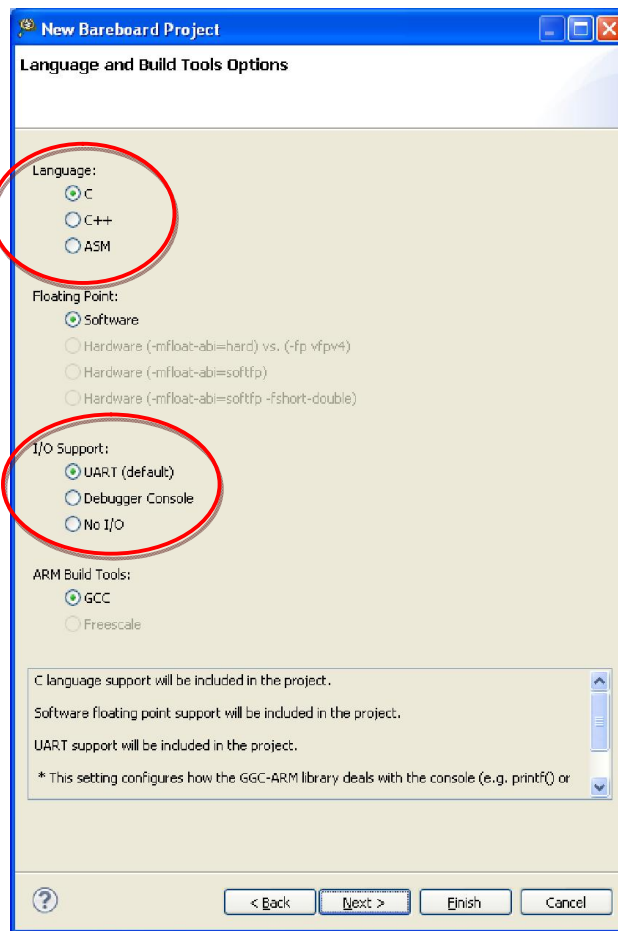 New Bareboard Project
Language and Build Tools Options
Language:
C
C++
ASM
Floating Point:
Software
Hardware (-mfloat-abi=hard) vs. (-fp vfpv4)
Hardware (-mfloat-abi=softfp)
Hardware (-mfloat-abi=softfp -fshort-double)
I/O Support:
UART (default)
Debugger Console
No I/O
ARM Build Tools:
GCC
Freescale
C language support will be included in the project.
Software floating point support will be included in the project.
UART support will be included in the project.
* This setting configures how the GGC-ARM library deals with the console (e.g. printf() or
? < Back Next > Finish Cancel